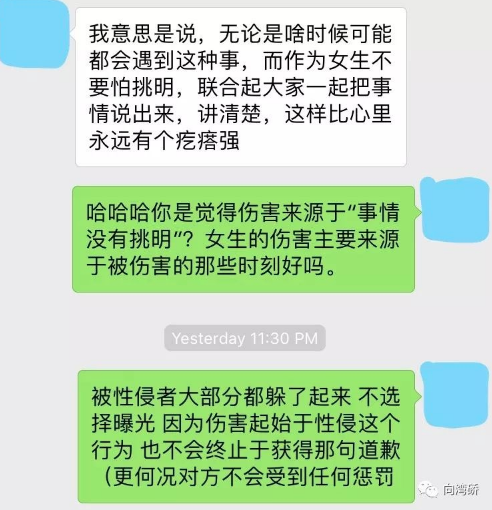 我意思是说，无论是啥时候可能
都会遇到这种事，而作为女生不
要怕挑明，联合起大家一起把事
情说出来，讲清楚，这样比心里
永远有个疙瘩强
哈哈哈你是觉得伤害来源于“事情
没有挑明”？女生的伤害主要来源
于被伤害的那些时刻好吗。
Yesterday 11:30 PM
被性侵者大部分都躲了起来 不选
择曝光 因为伤害起始于性侵这个
行为 也不会终止于获得那句道歉
（更何况对方不会受到任何惩罚
向鸿硚